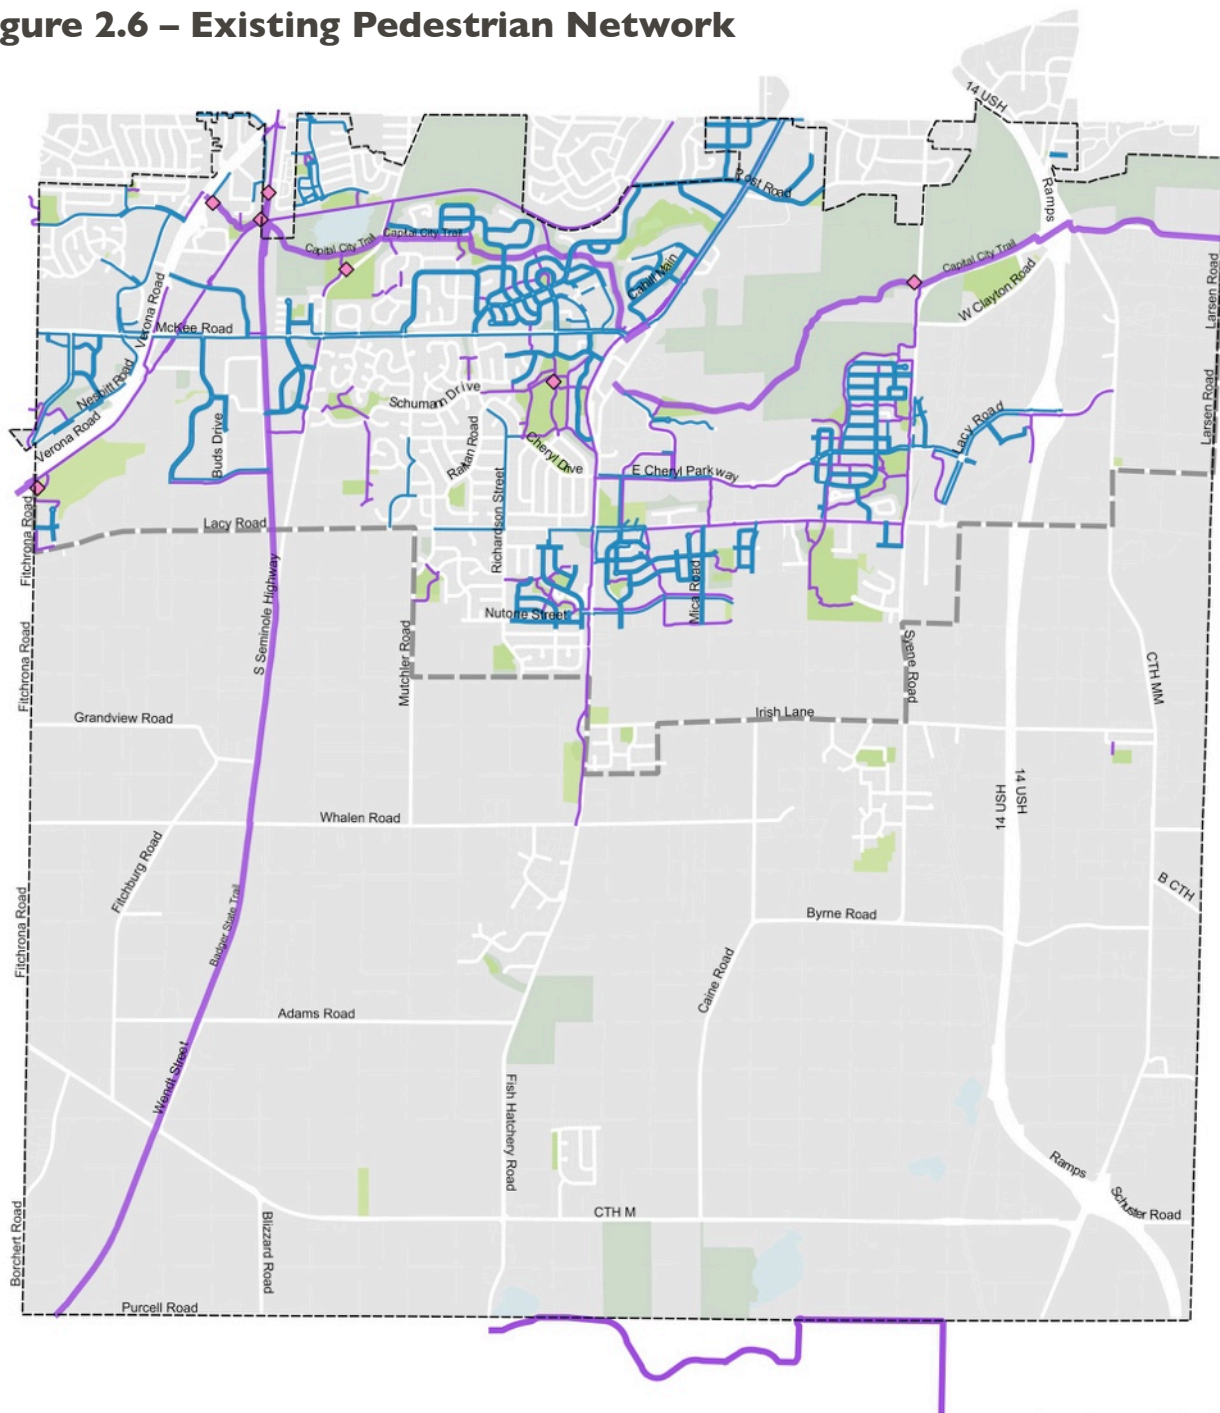 gure 2.6 – Existing Pedestrian Network
14 USH
Post Road
Ramps
Capital City Trail
Capital City Trail
Capital City Trail
Cahill Main
W Clayton Road
Larsen Road
Verona Road
McKee Road
Nesbitt Road
Verona Road
Schumann Drive
Larsen Road
Buds Drive
Raritan Road
Cheryl Drive
Lacy Road
E Cheryl Parkway
Richardson Street
Fitchrona Road
Lacy Road
S Seminole Highway
Nutone Street
Mica Road
Mutchler Road
Fitchrona Road
Syene Road
CTH MM
Grandview Road
Irish Lane
14 USH
14 USH
Whalen Road
Fitchburg Road
B CTH
Byrne Road
Fitchrona Road
Badger State Trail
Caine Road
Adams Road
Wendt Street
Fish Hatchery Road
Ramps
Schuster Road
CTH M
Borchert Road
Blizzard Road
Purcell Road